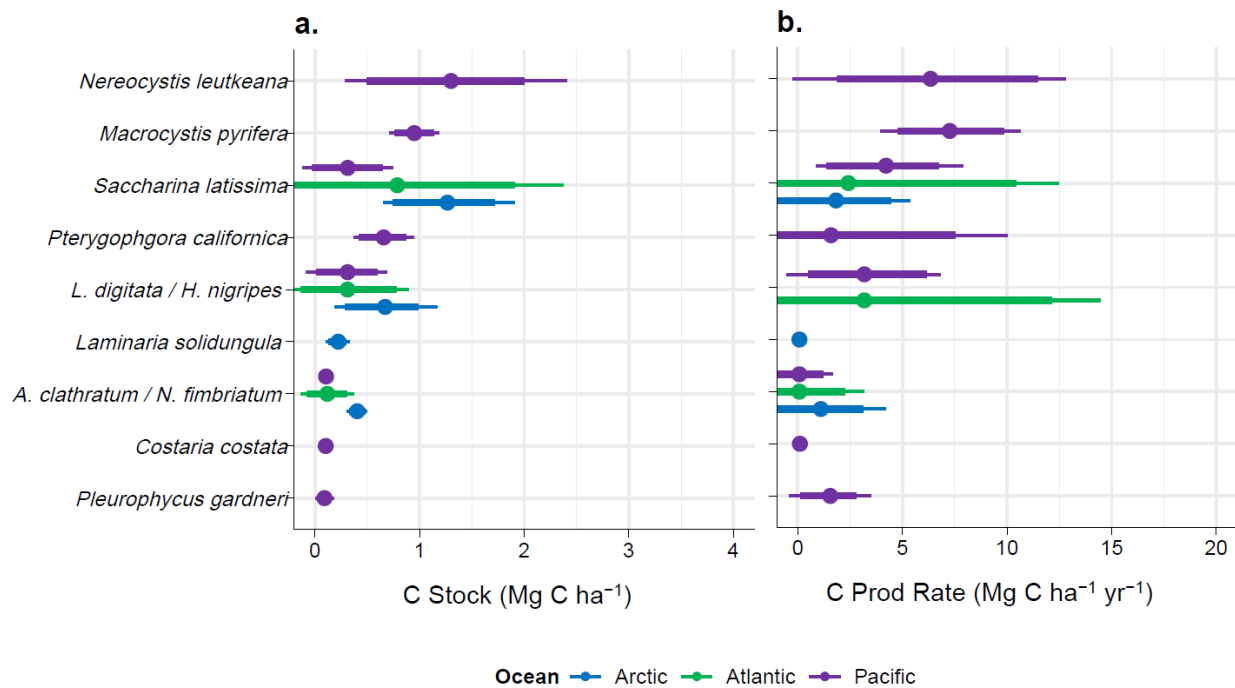 a.
b.
Nereocystis leutkeana
Macrocystis pyrifera
Saccharina latissima
Pterygophgora californica
L. digitata / H. nigripes
Laminaria solidungula
A. clathratum / N. fimbriatum
Costaria costata
Pleurophycus gardneri
0 1 2 3 4
0 5 10 15 20
C Stock (Mg C ha⁻¹)
C Prod Rate (Mg C ha⁻¹ yr⁻¹)
Ocean Arctic Atlantic Pacific